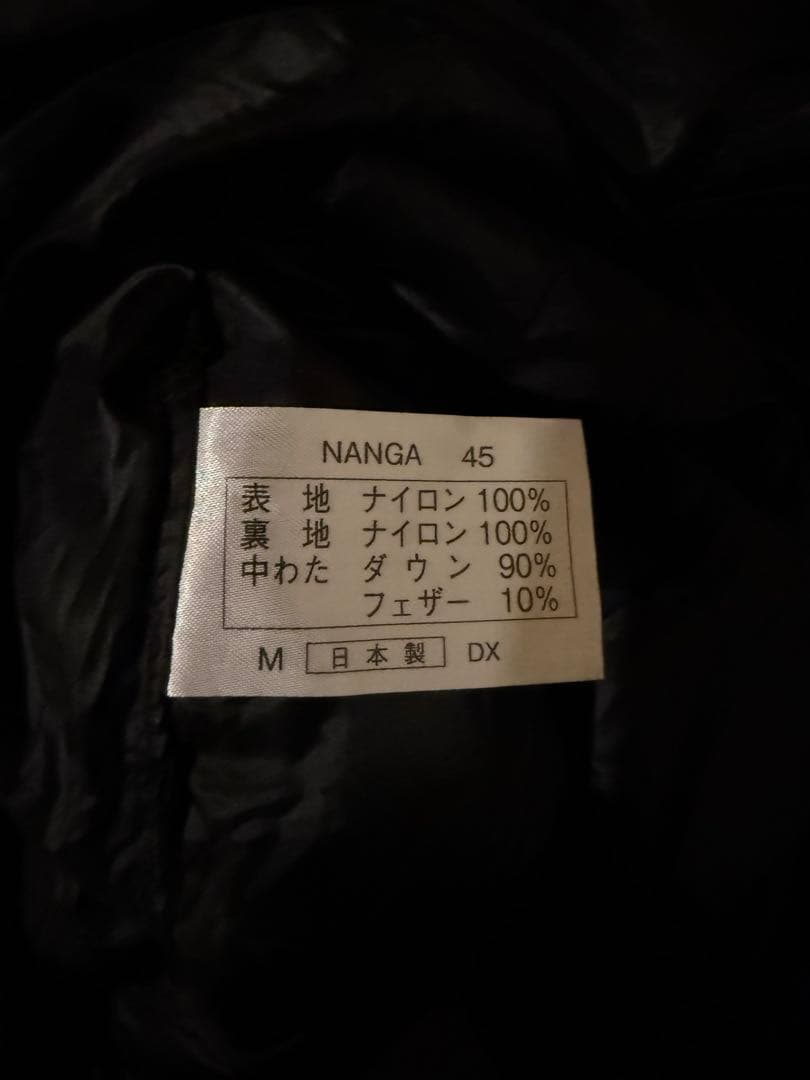 NANGA 45
表地 ナイロン 100%
裏地 ナイロン 100%
中わた ダウン 90%
フェザー 10%
M 日本製 DX